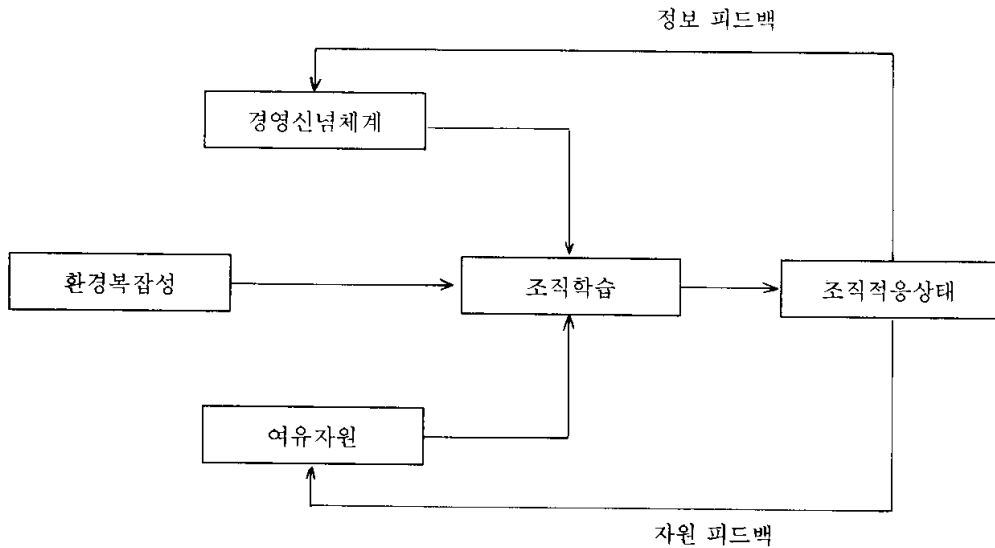 정보 피드백
경영신념체계
환경복잡성
조직학습
조직적응상태
여유자원
자원 피드백